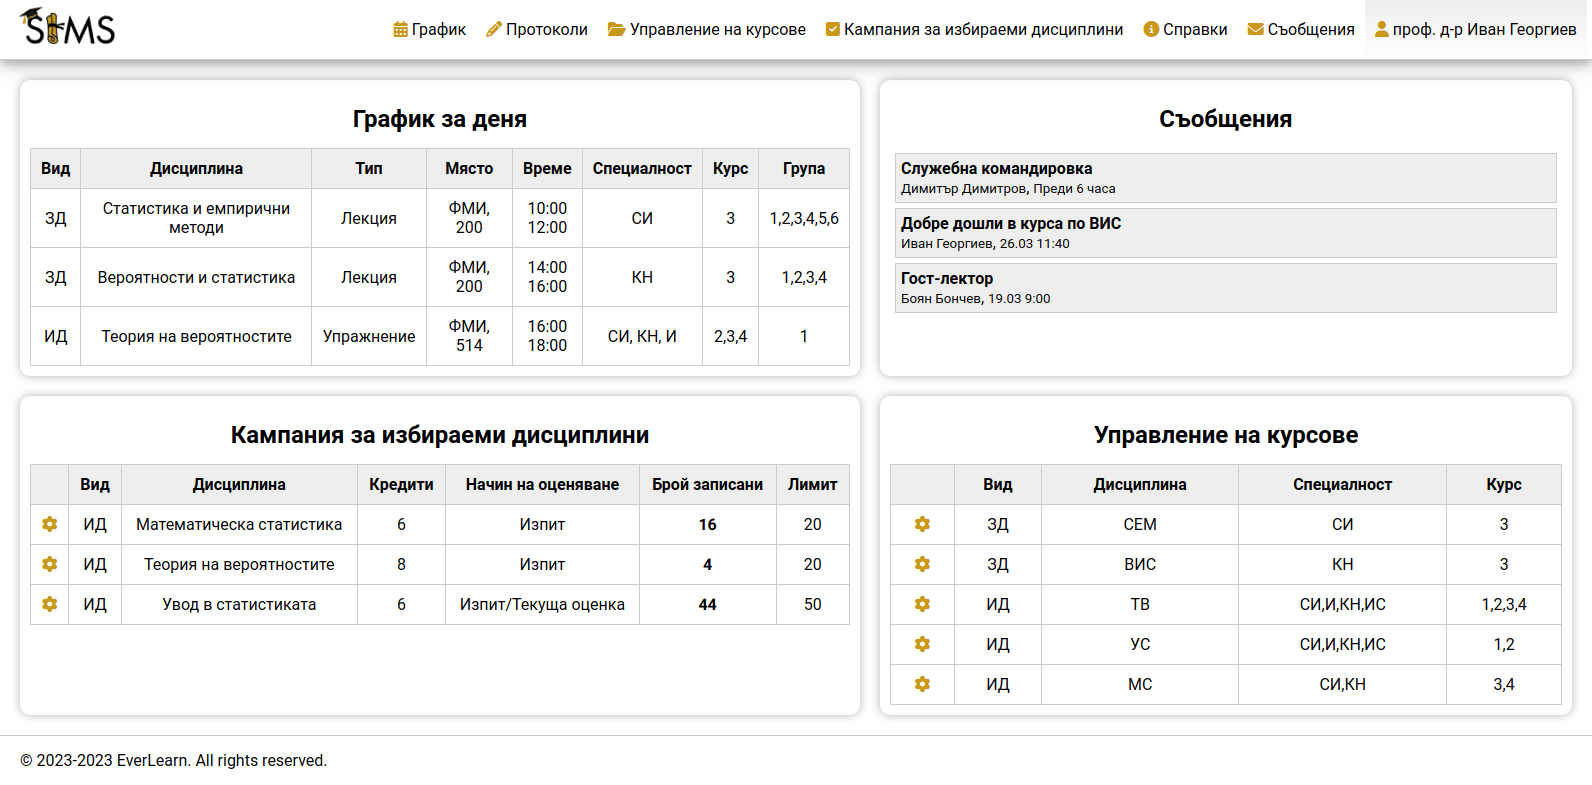 SIMS
График
Протоколи
Управление на курсове
Кампания за избираеми дисциплини
Справки
Съобщения
проф. д-р Иван Георгиев
График за деня
Вид Дисциплина Тип Място Време Специалност Курс Група
ЗД Статистика и емпирични методи Лекция ФМИ, 200 10:00 12:00 СИ 3 1,2,3,4,5,6
ЗД Вероятности и статистика Лекция ФМИ, 200 14:00 16:00 КН 3 1,2,3,4
ИД Теория на вероятностите Упражнение ФМИ, 514 16:00 18:00 СИ, КН, И 2,3,4 1
Съобщения
Служебна командировка
Димитър Димитров, Преди 6 часа
Добре дошли в курса по ВИС
Иван Георгиев, 26.03 11:40
Гост-лектор
Боян Бончев, 19.03 9:00
Кампания за избираеми дисциплини
Вид Дисциплина Кредити Начин на оценяване Брой записани Лимит
ИД Математическа статистика 6 Изпит 16 20
ИД Теория на вероятностите 8 Изпит 4 20
ИД Увод в статистиката 6 Изпит/Текуща оценка 44 50
Управление на курсове
Вид Дисциплина Специалност Курс
ЗД СЕМ СИ 3
ЗД ВИС КН 3
ИД ТВ СИ,И,КН,ИС 1,2,3,4
ИД УС СИ,И,КН,ИС 1,2
ИД МС СИ,КН 3,4
© 2023-2023 EverLearn. All rights reserved.